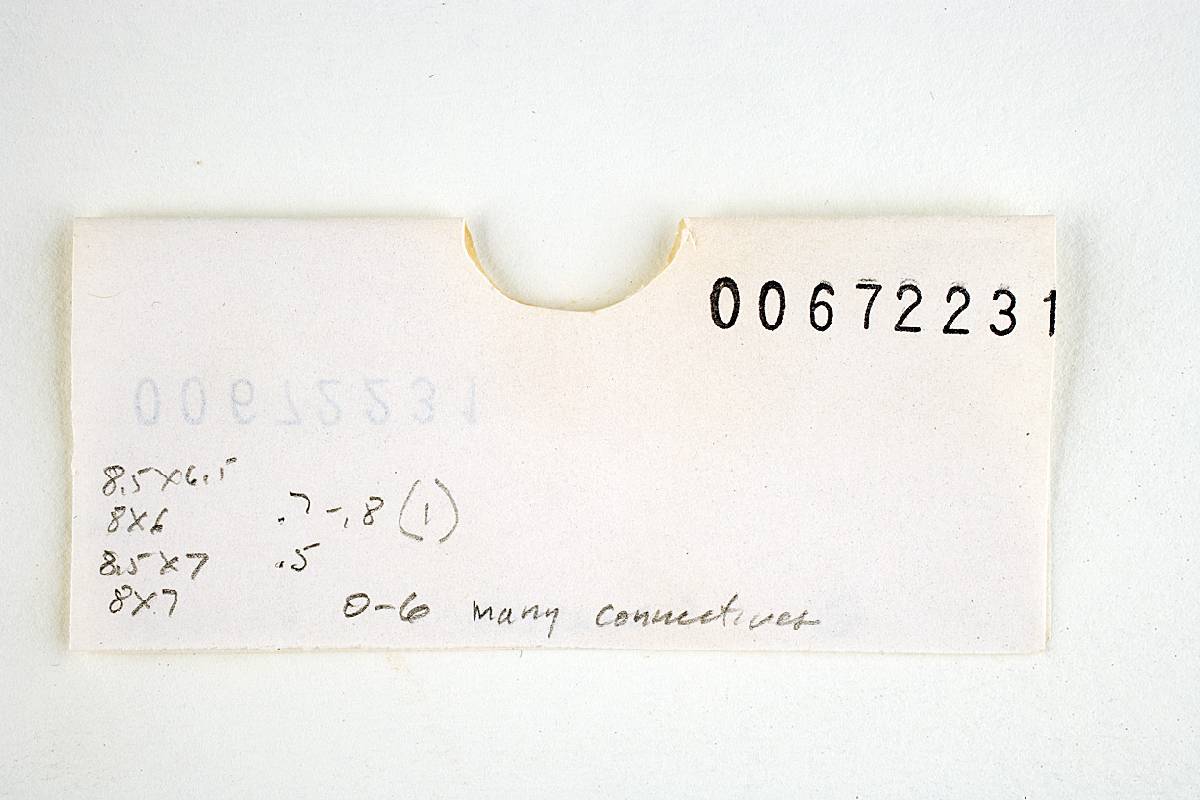 00672231
00672231
8.5×6.5
8×6 .7-.8 (1)
8.5×7 .5
8×7 0-6 many connectives